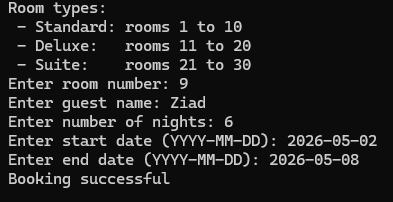 Room types:
 - Standard: rooms 1 to 10
 - Deluxe:   rooms 11 to 20
 - Suite:    rooms 21 to 30
Enter room number: 9
Enter guest name: Ziad
Enter number of nights: 6
Enter start date (YYYY-MM-DD): 2026-05-02
Enter end date (YYYY-MM-DD): 2026-05-08
Booking successful